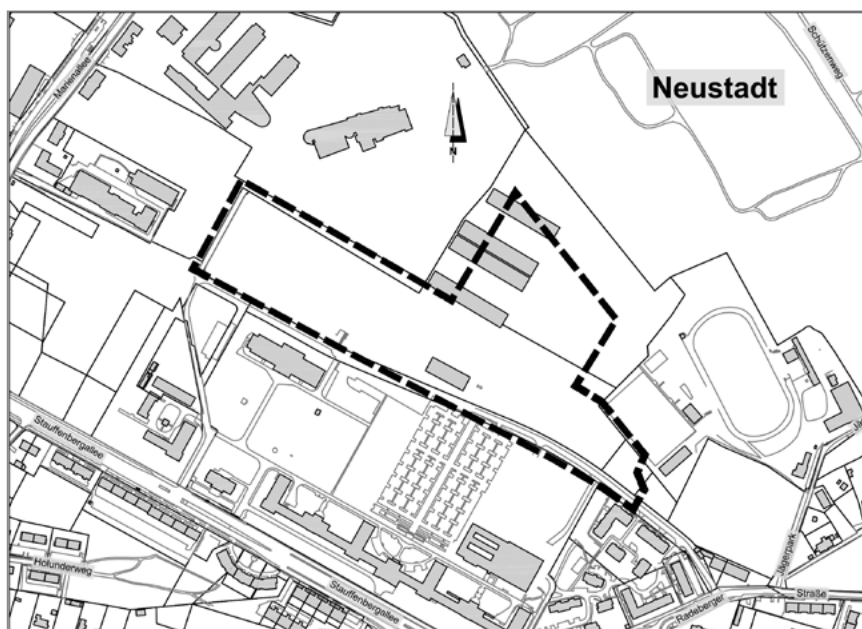 Marienallee
Schützenweg
Neustadt
N
Stauffenbergallee
Holunderweg
Stauffenbergallee
Jägerpark
Radeberger
Straße